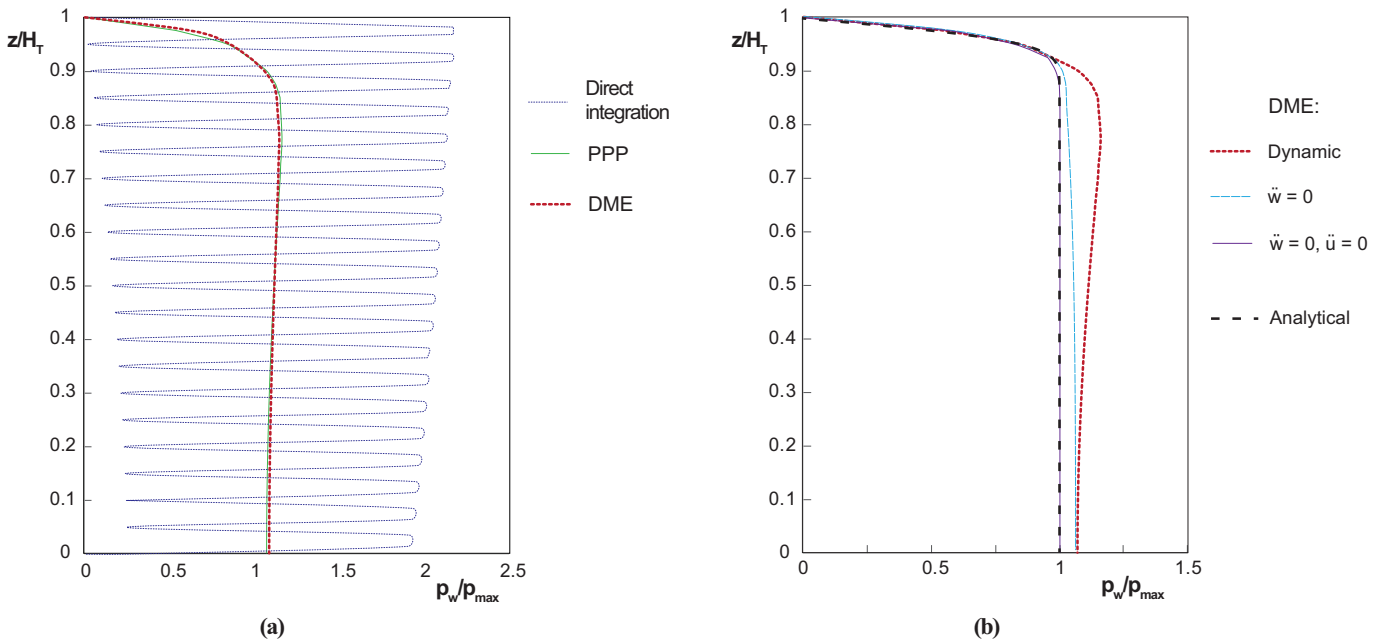 1
z/H_T
0.9
0.8
0.7
0.6
0.5
0.4
0.3
0.2
0.1
0
0
0.5
1
1.5
2
2.5
p_w/p_max
Direct
integration
PPP
DME
(a)
1
z/H_T
0.9
0.8
0.7
0.6
0.5
0.4
0.3
0.2
0.1
0
0
0.5
1
1.5
p_w/p_max
DME:
Dynamic
ẅ = 0
ẅ = 0, ü = 0
Analytical
(b)